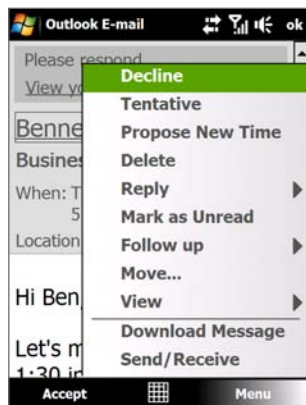 Outlook E-mail ok
Please respond
View yo
Benne
Busines
When: T
5
Location
Hi Ben
Let's m
1:30 in
Decline
Tentative
Propose New Time
Delete
Reply
Mark as Unread
Follow up
Move...
View
Download Message
Send/Receive
Accept Menu